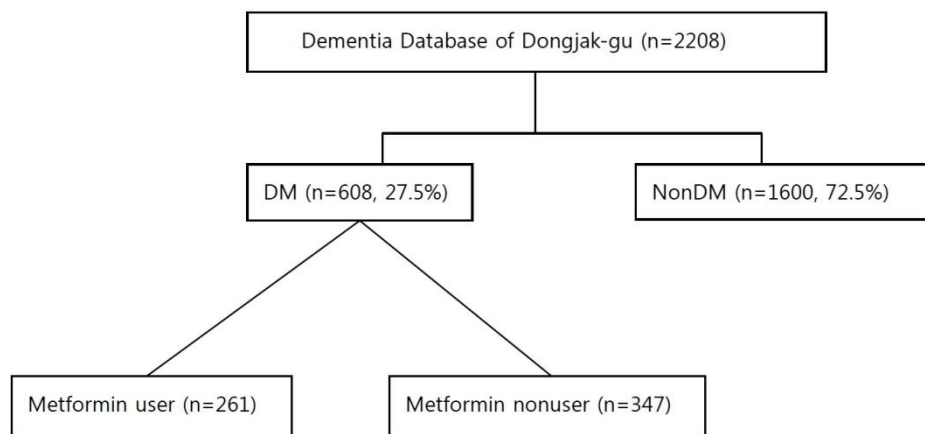 Dementia Database of Dongjak-gu (n=2208)
DM (n=608, 27.5%)
NonDM (n=1600, 72.5%)
Metformin user (n=261)
Metformin nonuser (n=347)